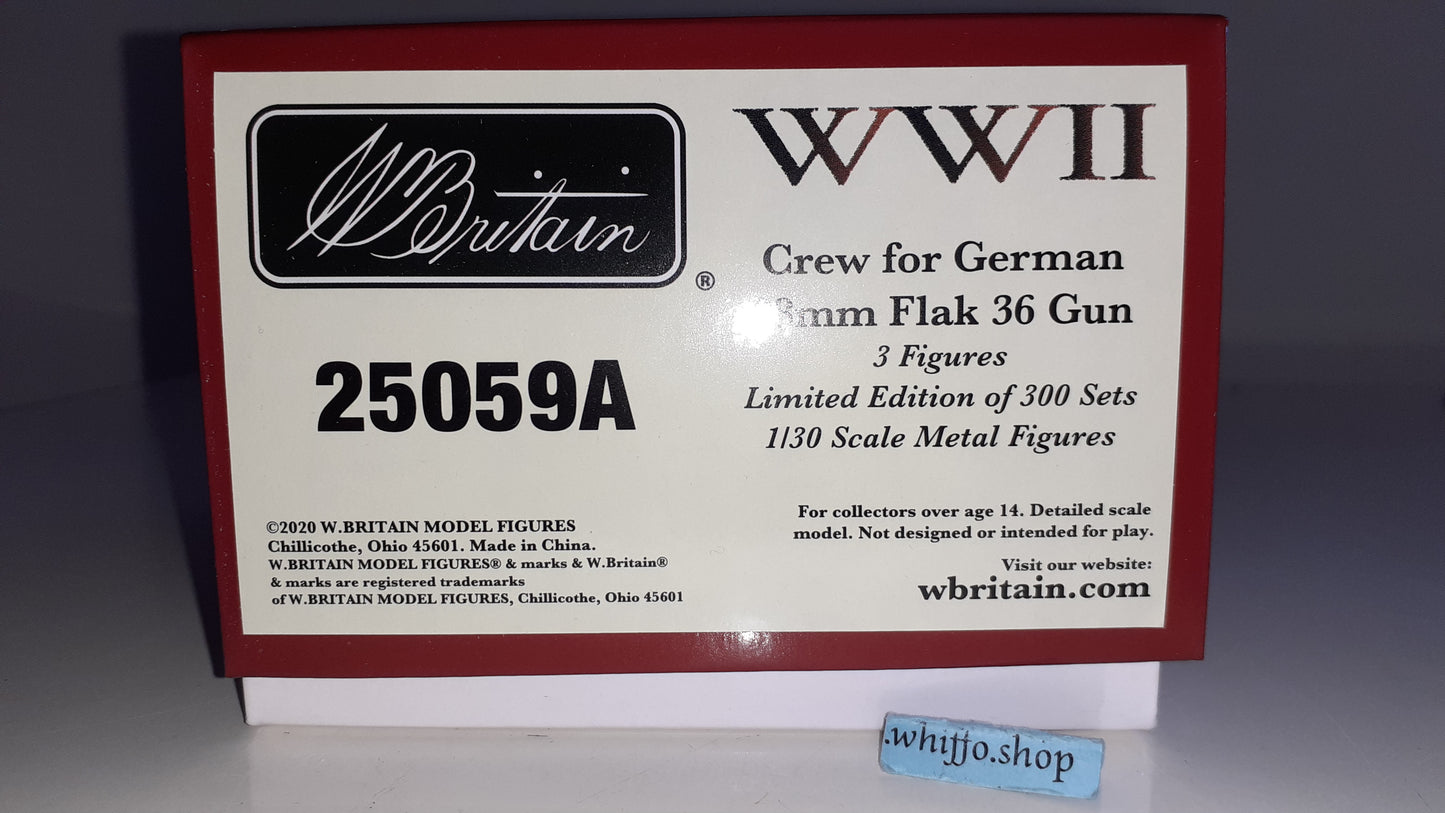 W Britain
®
25059A
WWII
Crew for German
8mm Flak 36 Gun
3 Figures
Limited Edition of 300 Sets
1/30 Scale Metal Figures
©2020 W.BRITAIN MODEL FIGURES
Chillicothe, Ohio 45601. Made in China.
W.BRITAIN MODEL FIGURES® & marks & W.Britain®
& marks are registered trademarks
of W.BRITAIN MODEL FIGURES, Chillicothe, Ohio 45601
For collectors over age 14. Detailed scale
model. Not designed or intended for play.
Visit our website:
wbritain.com
.whiffo.shop